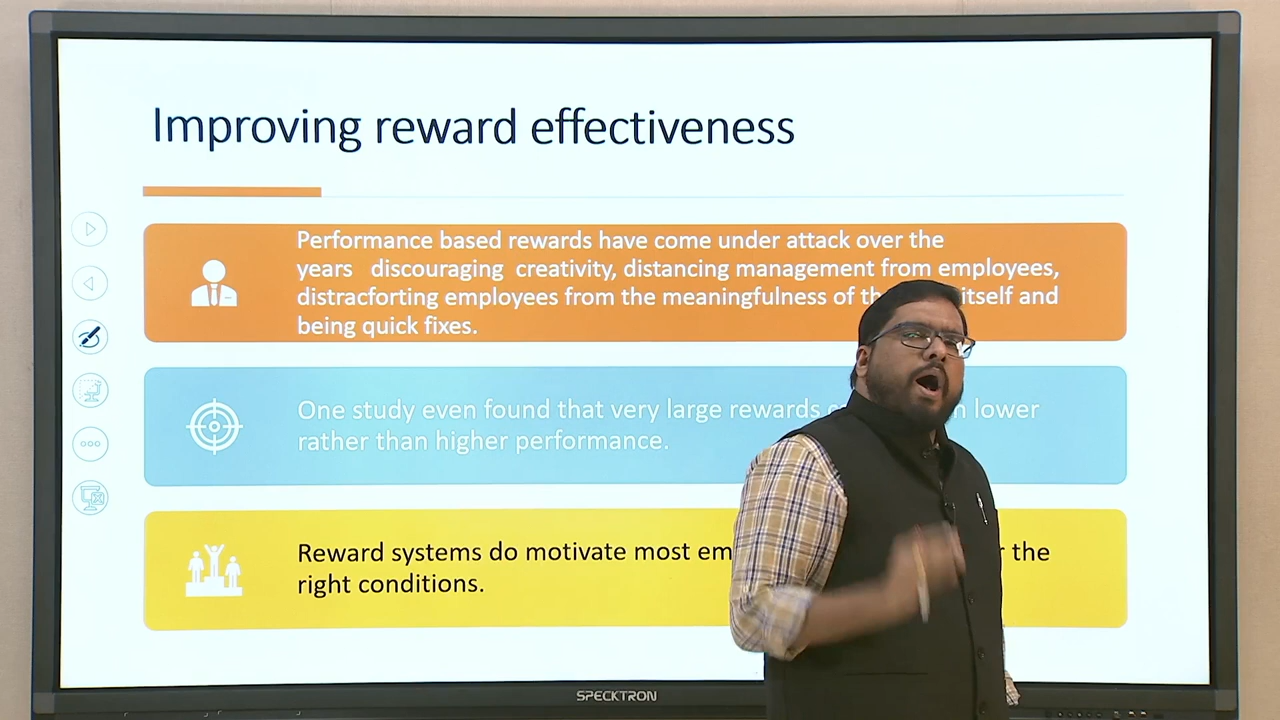 Improving reward effectiveness
Performance based rewards have come under attack over the
years discouraging creativity, distancing management from employees,
distracforting employees from the meaningfulness of itself and
being quick fixes.
One study even found that very large rewards lower
rather than higher performance.
Reward systems do motivate most the
right conditions.
SPECKTRON